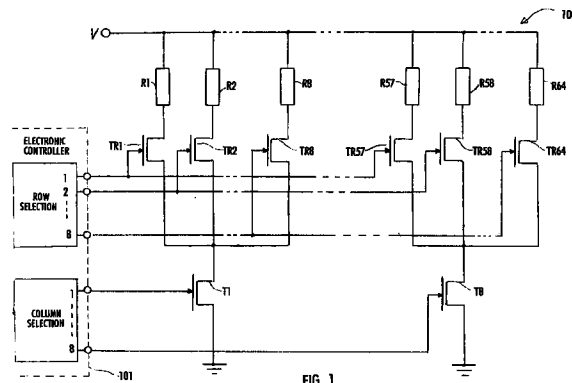 10
V
R1 R2 R8 R57 R58 R64
TR1 TR2 TR8 TR57 TR58 TR64
ELECTRONIC
CONTROLLER
ROW
SELECTION
1
2
8
COLUMN
SELECTION
1
8
T1 T8
101
FIG. 1